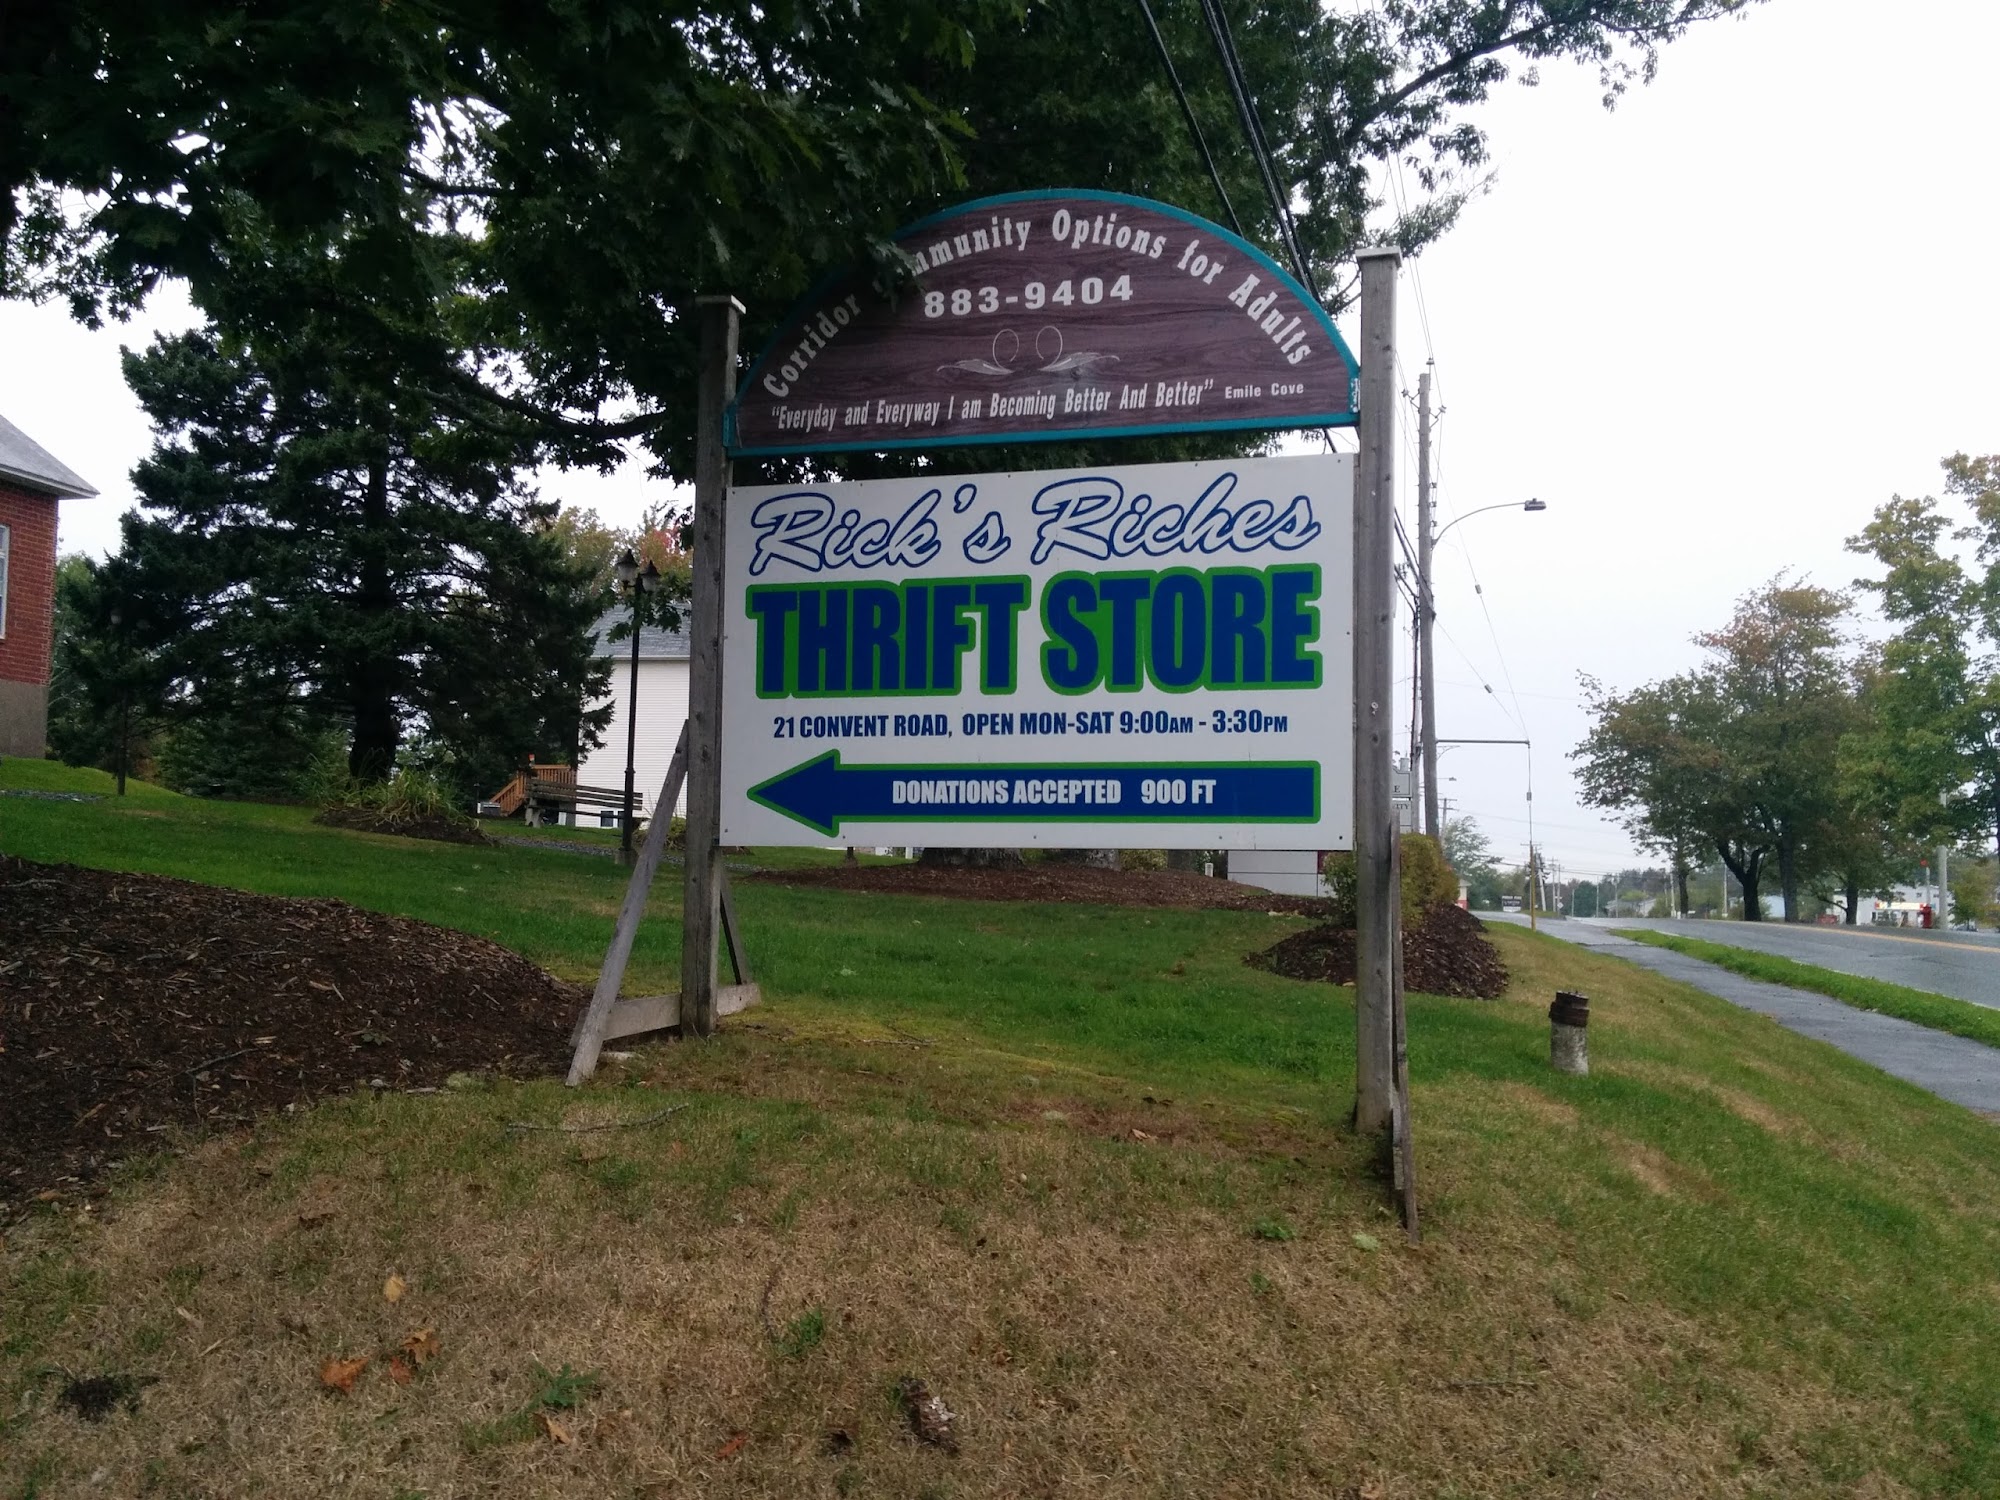 Corridor Community Options for Adults
883-9404
"Everyday and Everyway I am Becoming Better And Better" Emile Cove
Rick's Riches
THRIFT STORE
21 CONVENT ROAD, OPEN MON-SAT 9:00AM - 3:30PM
DONATIONS ACCEPTED 900 FT